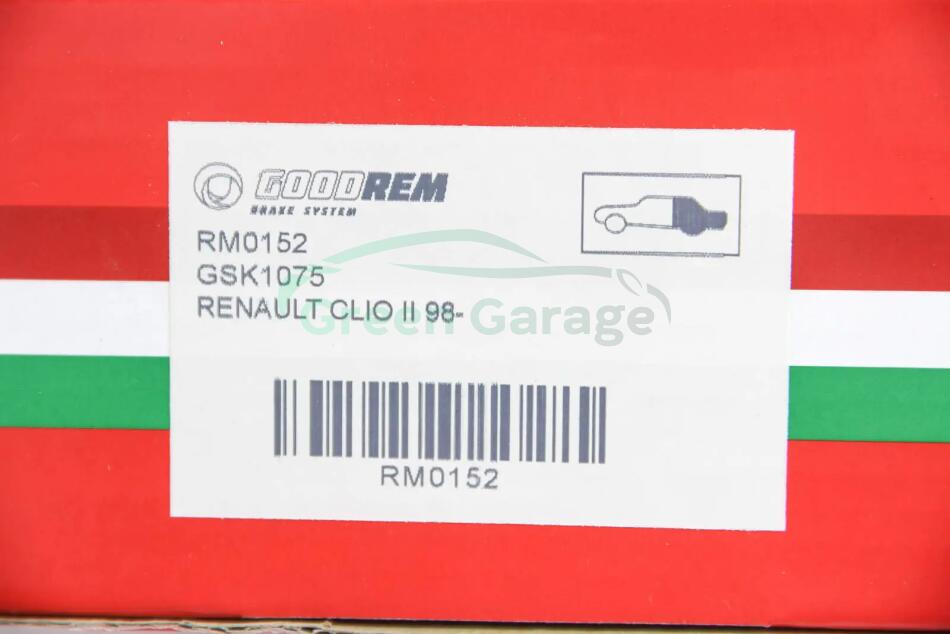 GOODREM
BRAKE SYSTEM
RM0152
GSK1075
RENAULT CLIO II 98-
Green Garage
RM0152